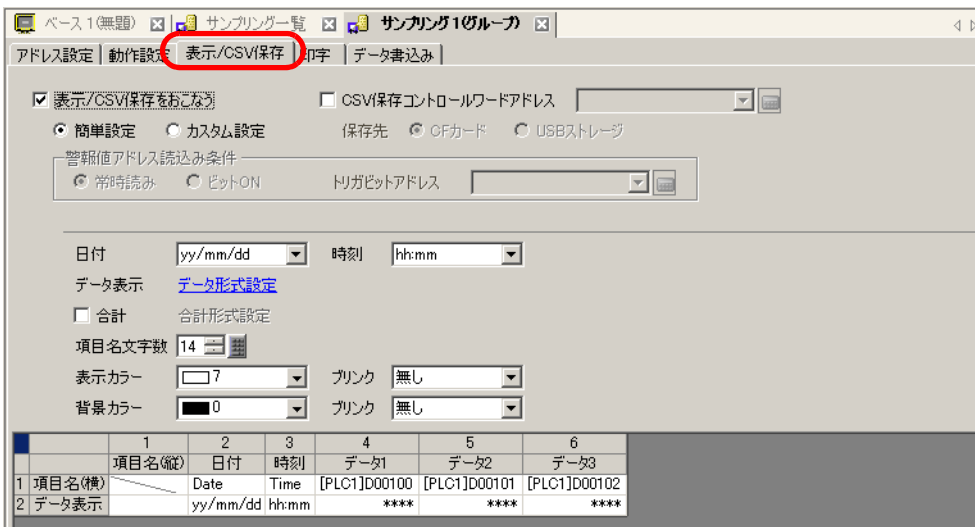 ベース 1(無題) サンプリング一覧 サンプリング 1(グループ)
アドレス設定 動作設定 表示/CSV保存 印字 データ書込み
表示/CSV保存をおこなう CSV保存コントロールワードアドレス
簡単設定 カスタム設定 保存先 CFカード USBストレージ
警報値アドレス読込み条件
常時読み ビットON トリガビットアドレス
日付 yy/mm/dd 時刻 hh:mm
データ表示 データ形式設定
合計 合計形式設定
項目名文字数 14
表示カラー 7 ブリンク 無し
背景カラー 0 ブリンク 無し
1 2 3 4 5 6
項目名(縦) 日付 時刻 データ1 データ2 データ3
1 項目名(横) Date Time [PLC1]D00100 [PLC1]D00101 [PLC1]D00102
2 データ表示 yy/mm/dd hh:mm **** **** ****